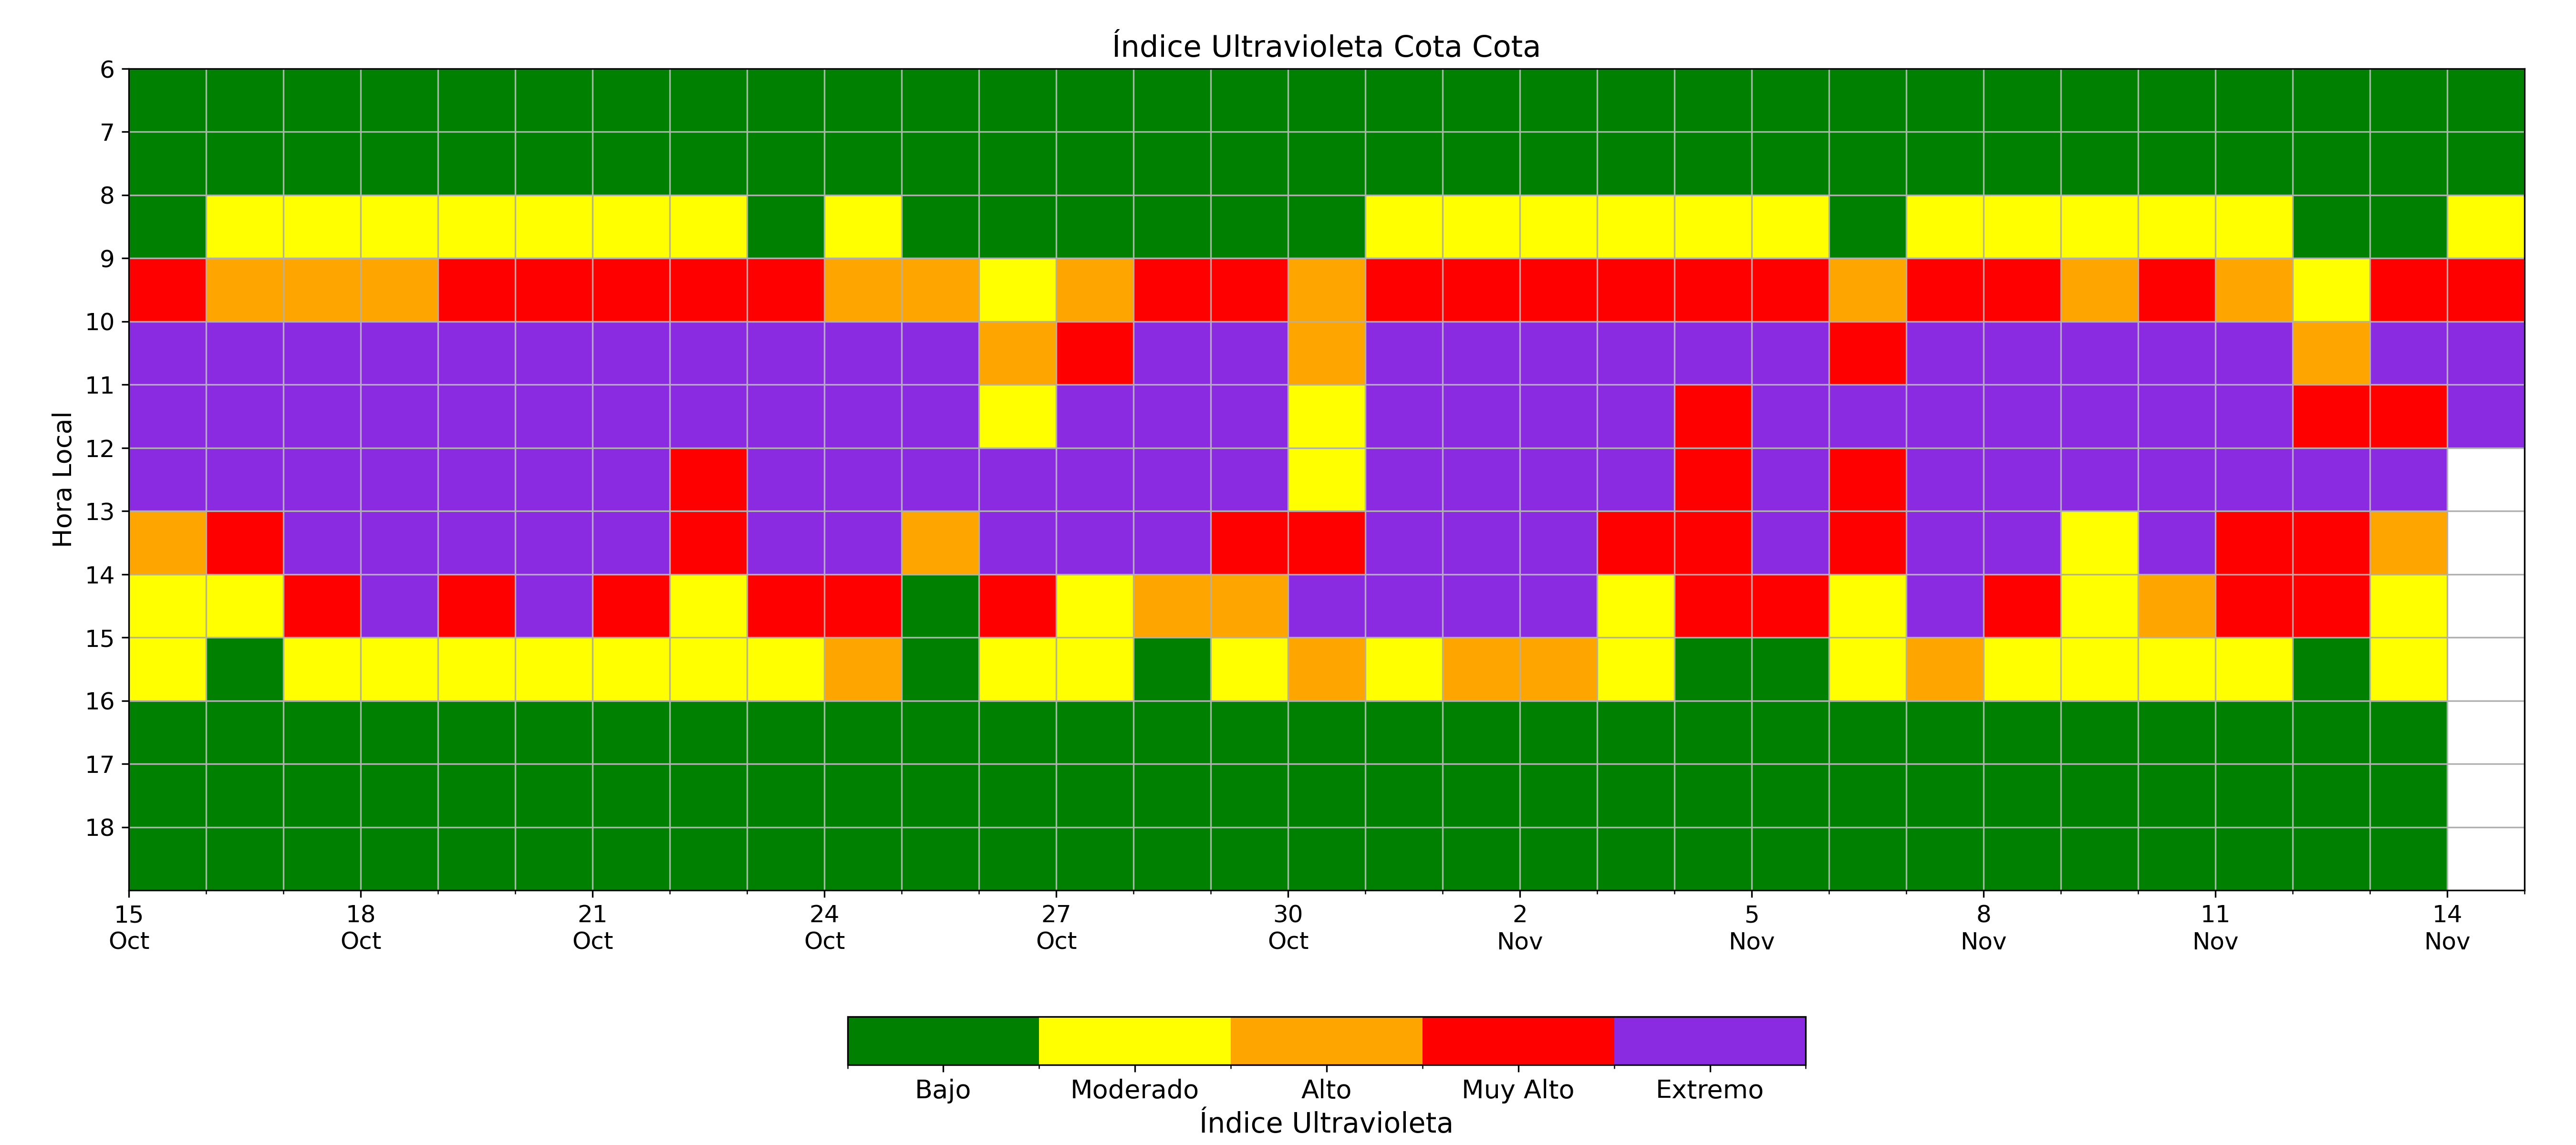 Índice Ultravioleta Cota Cota
Hora Local
6
7
8
9
10
11
12
13
14
15
16
17
18
15 18 21 24 27 30 2 5 8 11 14
Oct Oct Oct Oct Oct Oct Nov Nov Nov Nov Nov
Bajo Moderado Alto Muy Alto Extremo
Índice Ultravioleta